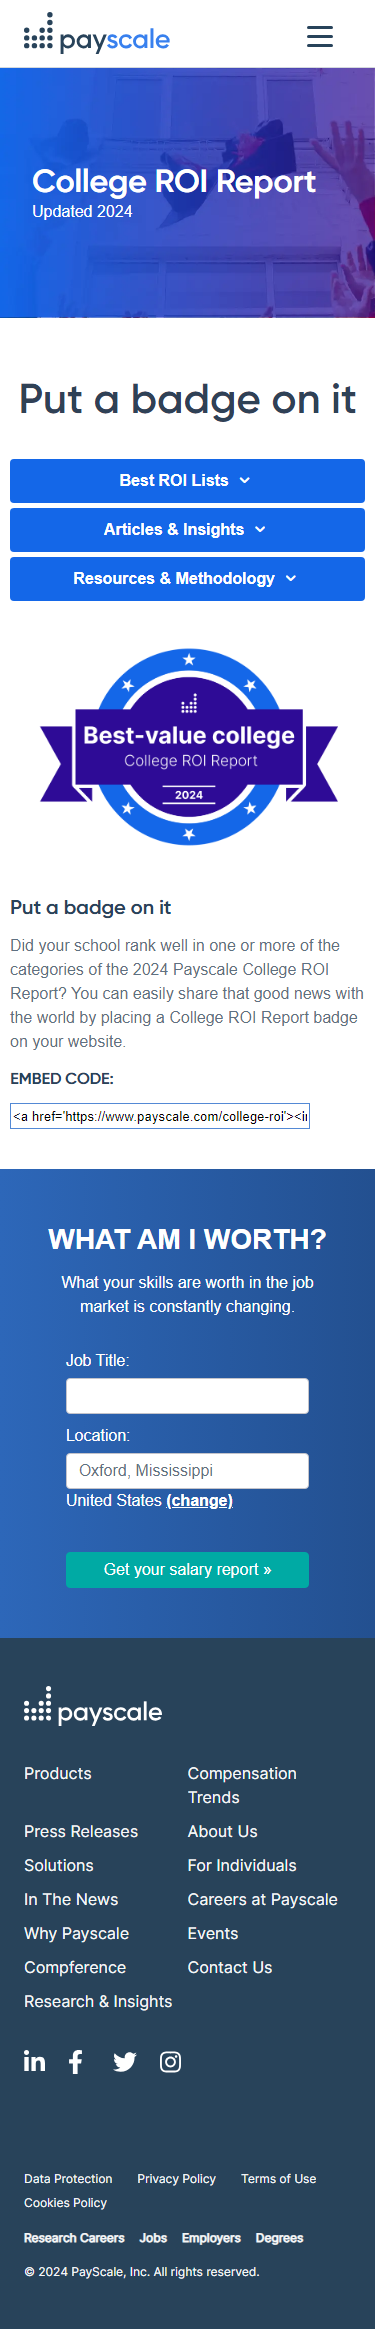 payscale
College ROI Report
Updated 2024
Put a badge on it
Best ROI Lists
Articles & Insights
Resources & Methodology
Best-value college
College ROI Report
2024
Put a badge on it
Did your school rank well in one or more of the
categories of the 2024 Payscale College ROI
Report? You can easily share that good news with
the world by placing a College ROI Report badge
on your website.
EMBED CODE:
<a href='https://www.payscale.com/college-roi'><i
WHAT AM I WORTH?
What your skills are worth in the job
market is constantly changing.
Job Title:
Location:
Oxford, Mississippi
United States (change)
Get your salary report »
payscale
Products
Compensation
Trends
Press Releases
About Us
Solutions
For Individuals
In The News
Careers at Payscale
Why Payscale
Events
Compference
Contact Us
Research & Insights
Data Protection Privacy Policy Terms of Use
Cookies Policy
Research Careers Jobs Employers Degrees
© 2024 PayScale, Inc. All rights reserved.